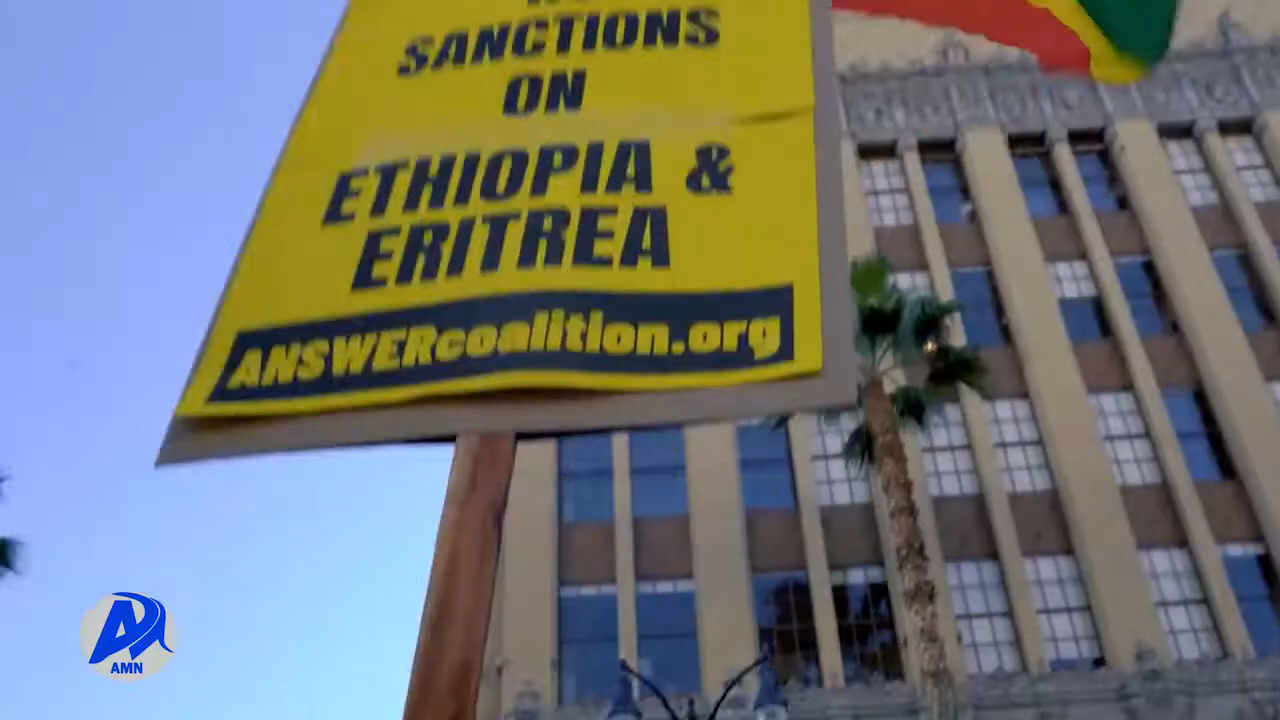 SANCTIONS
ON
ETHIOPIA &
ERITREA
ANSWERcoalition.org
AMN